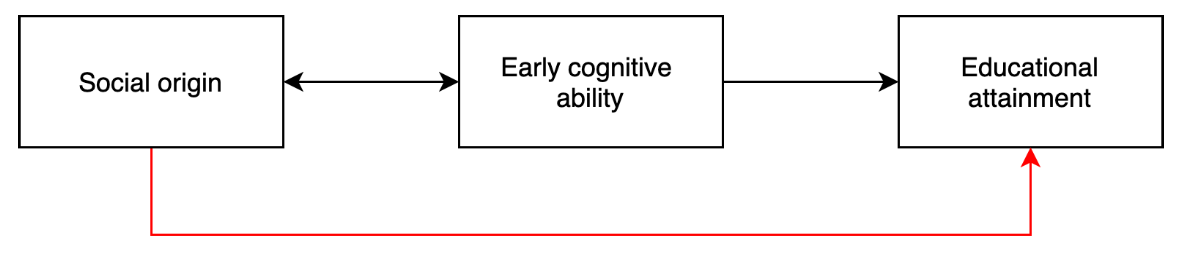 Social origin
Early cognitive
ability
Educational
attainment